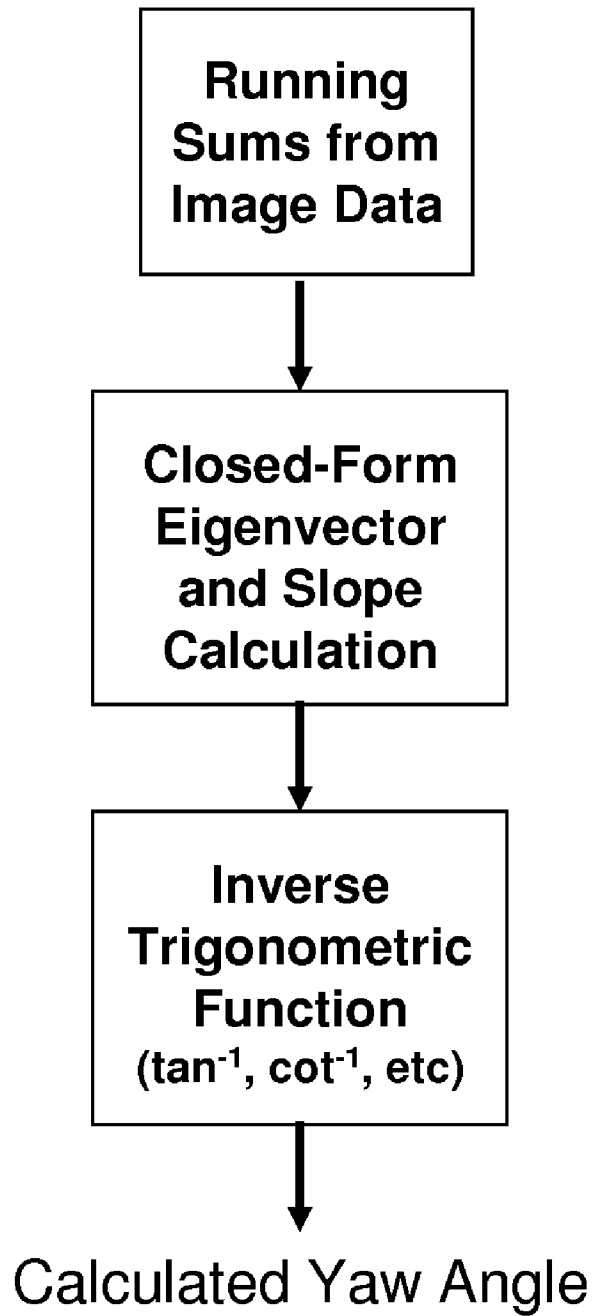 Running
Sums from
Image Data
Closed-Form
Eigenvector
and Slope
Calculation
Inverse
Trigonometric
Function
(tan⁻¹, cot⁻¹, etc)
Calculated Yaw Angle